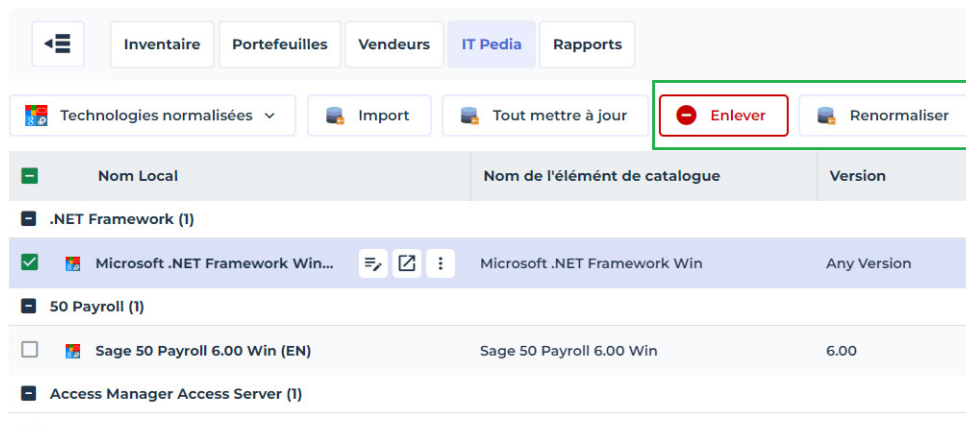 Inventaire Portefeuilles Vendeurs IT Pedia Rapports
Technologies normalisées Import Tout mettre à jour Enlever Renormaliser
Nom Local Nom de l'élémént de catalogue Version
.NET Framework (1)
Microsoft .NET Framework Win... Microsoft .NET Framework Win Any Version
50 Payroll (1)
Sage 50 Payroll 6.00 Win (EN) Sage 50 Payroll 6.00 Win 6.00
Access Manager Access Server (1)